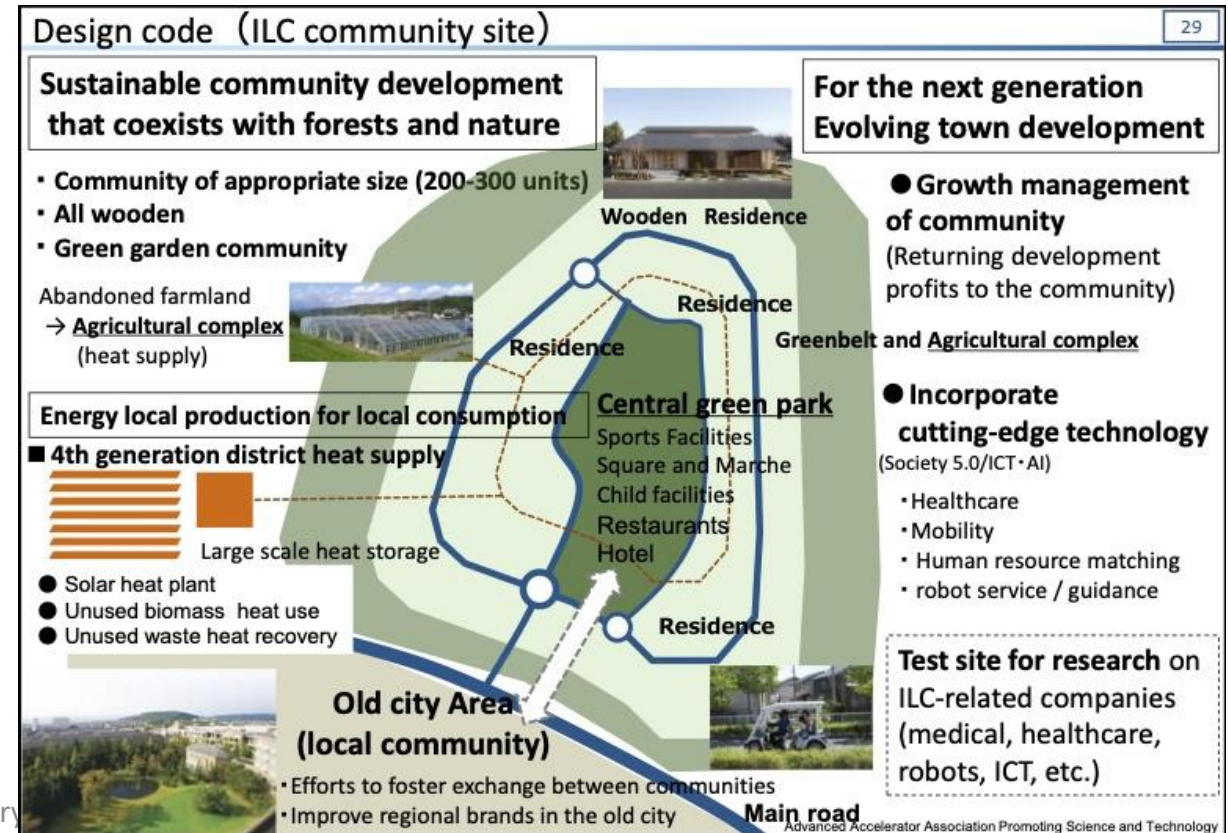 Design code（ILC community site）
29
Sustainable community development
that coexists with forests and nature
・Community of appropriate size (200-300 units)
・All wooden
・Green garden community
Abandoned farmland
→ Agricultural complex
(heat supply)
Energy local production for local consumption
■ 4th generation district heat supply
Large scale heat storage
● Solar heat plant
● Unused biomass heat use
● Unused waste heat recovery
Wooden Residence
Residence
Residence
Central green park
Sports Facilities
Square and Marche
Child facilities
Restaurants
Hotel
Residence
Old city Area
(local community)
・Efforts to foster exchange between communities
・Improve regional brands in the old city
Main road
For the next generation
Evolving town development
●Growth management
of community
(Returning development
profits to the community)
Greenbelt and Agricultural complex
●Incorporate
cutting-edge technology
(Society 5.0/ICT・AI)
・Healthcare
・Mobility
・Human resource matching
・robot service / guidance
Test site for research on
ILC-related companies
(medical, healthcare,
robots, ICT, etc.)
Advanced Accelerator Association Promoting Science and Technology
ry